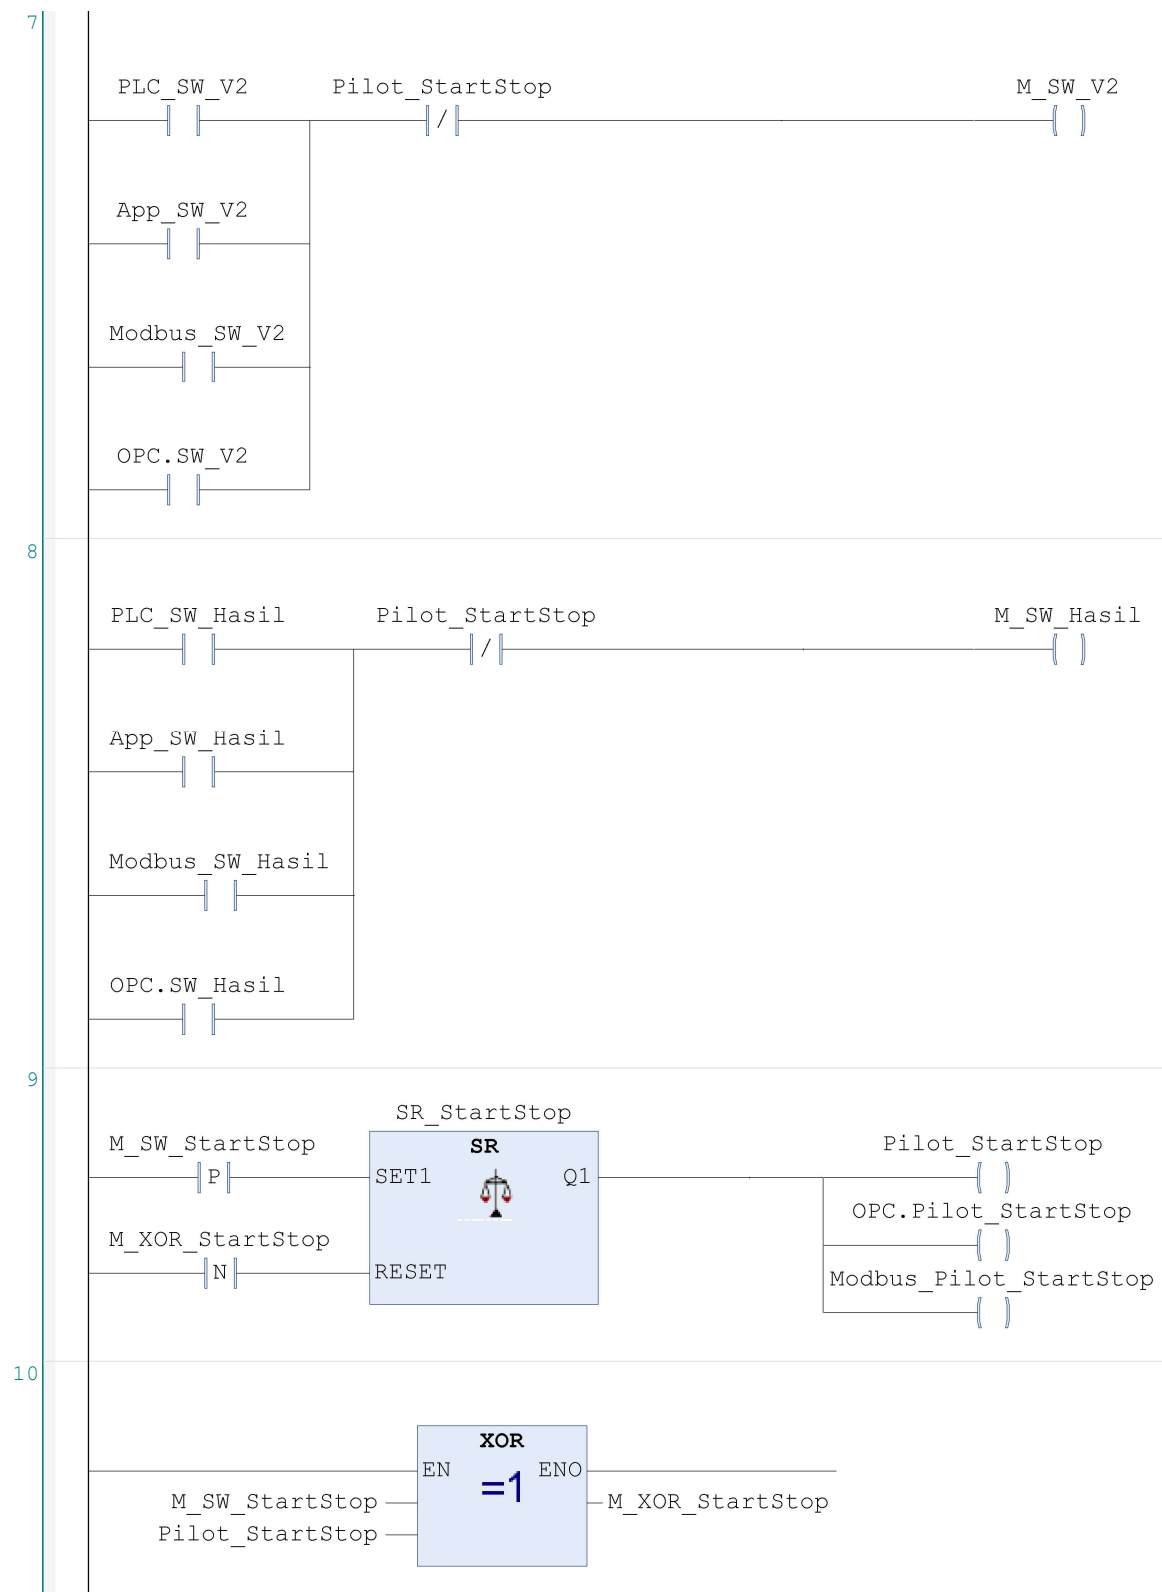 7
PLC_SW_V2 Pilot_StartStop M_SW_V2
/
App_SW_V2
Modbus_SW_V2
OPC.SW_V2
8
PLC_SW_Hasil Pilot_StartStop M_SW_Hasil
/
App_SW_Hasil
Modbus_SW_Hasil
OPC.SW_Hasil
9
SR_StartStop
M_SW_StartStop SR Pilot_StartStop
P SET1 Q1
OPC.Pilot_StartStop
M_XOR_StartStop
N RESET
Modbus_Pilot_StartStop
10
XOR
EN =1 ENO
M_SW_StartStop M_XOR_StartStop
Pilot_StartStop